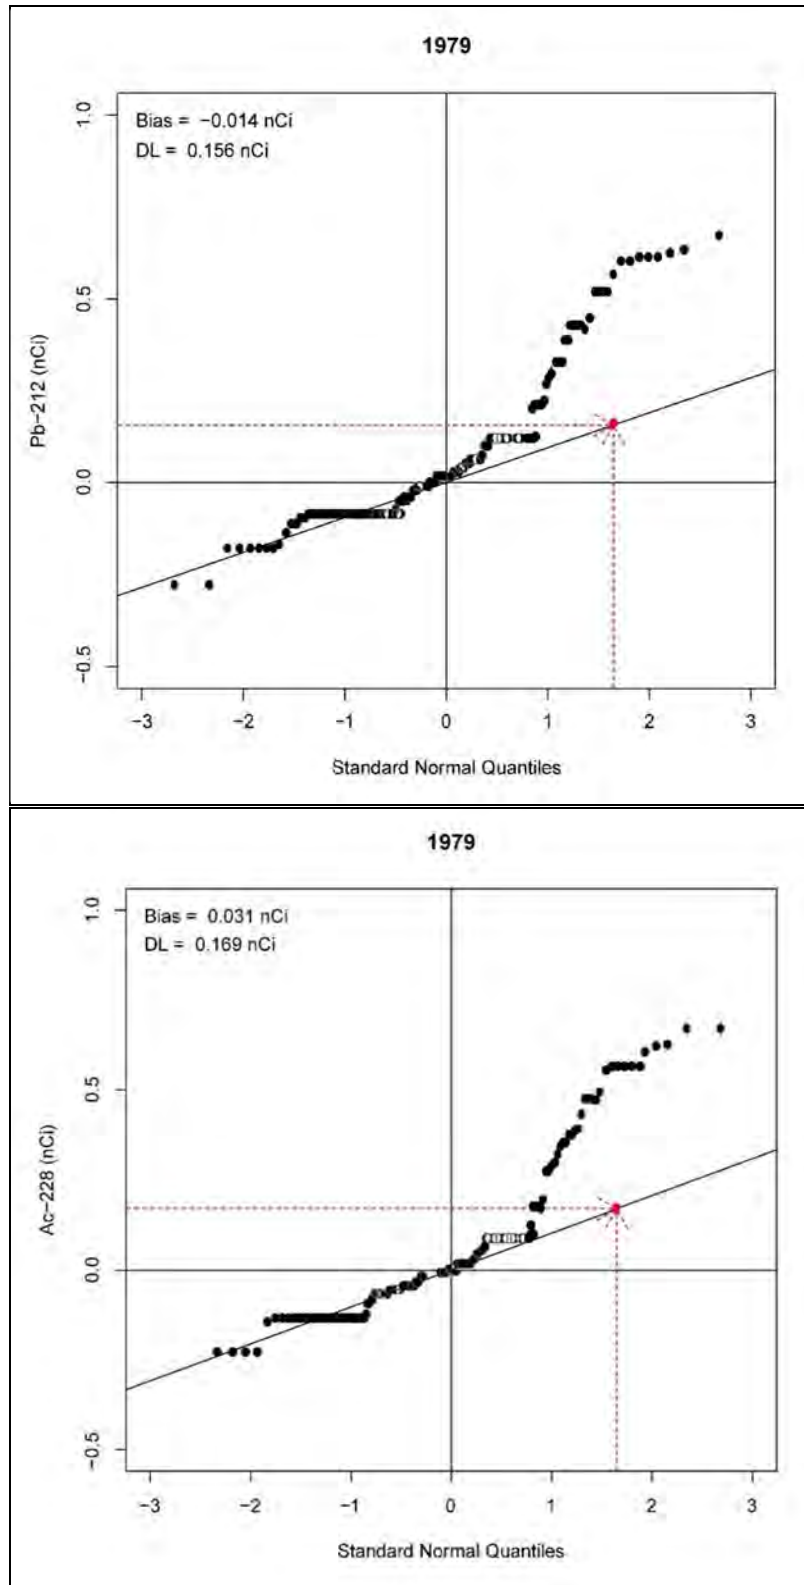 1979
Bias = −0.014 nCi
DL = 0.156 nCi
1.0
0.5
0.0
−0.5
Pb−212 (nCi)
−3 −2 −1 0 1 2 3
Standard Normal Quantiles
1979
Bias = 0.031 nCi
DL = 0.169 nCi
1.0
0.5
0.0
−0.5
Ac−228 (nCi)
−3 −2 −1 0 1 2 3
Standard Normal Quantiles